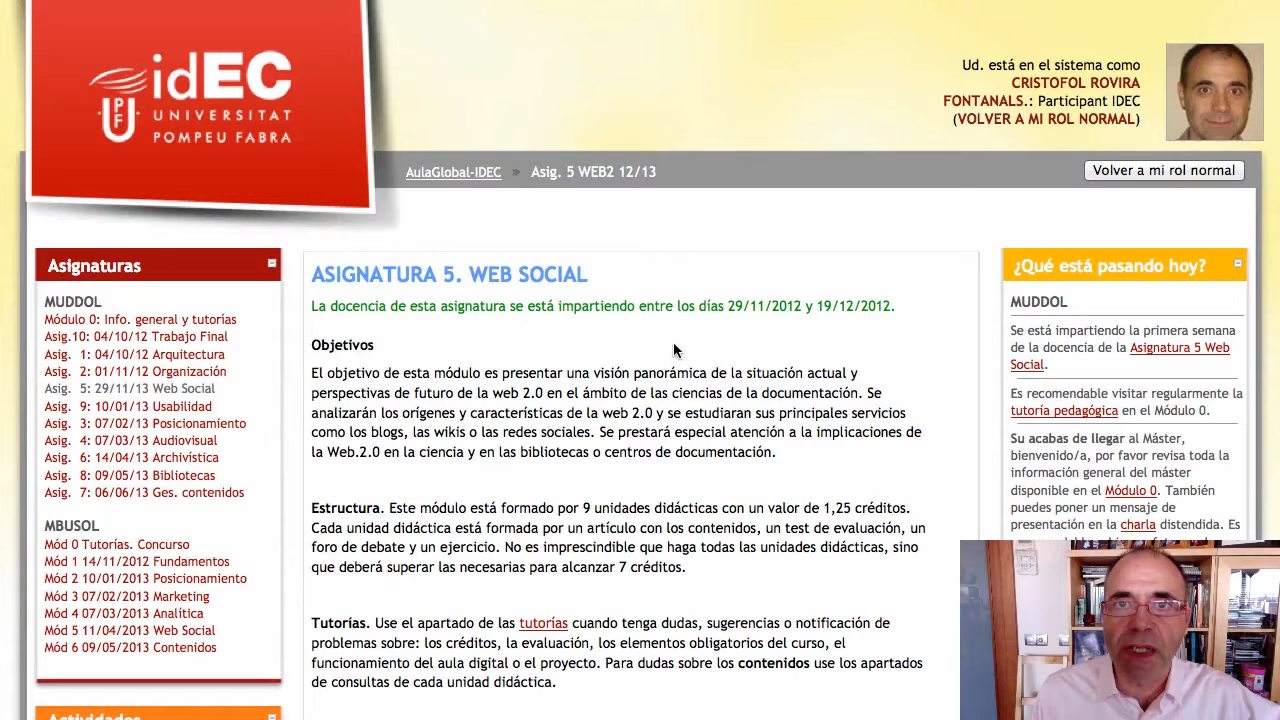 idEC
UPF
UNIVERSITAT
POMPEU FABRA
Ud. está en el sistema como
CRISTOFOL ROVIRA
FONTANALS.: Participant IDEC
(VOLVER A MI ROL NORMAL)
AulaGlobal-IDEC » Asig. 5 WEB2 12/13
Volver a mi rol normal
Asignaturas
MUDDOL
Módulo 0: Info. general y tutorías
Asig.10: 04/10/12 Trabajo Final
Asig. 1: 04/10/12 Arquitectura
Asig. 2: 01/11/12 Organización
Asig. 5: 29/11/13 Web Social
Asig. 9: 10/01/13 Usabilidad
Asig. 3: 07/02/13 Posicionamiento
Asig. 4: 07/03/13 Audiovisual
Asig. 6: 14/04/13 Archivística
Asig. 8: 09/05/13 Bibliotecas
Asig. 7: 06/06/13 Ges. contenidos
MBUSOL
Mód 0 Tutorías. Concurso
Mód 1 14/11/2012 Fundamentos
Mód 2 10/01/2013 Posicionamiento
Mód 3 07/02/2013 Marketing
Mód 4 07/03/2013 Analítica
Mód 5 11/04/2013 Web Social
Mód 6 09/05/2013 Contenidos
Actividades
ASIGNATURA 5. WEB SOCIAL
La docencia de esta asignatura se está impartiendo entre los días 29/11/2012 y 19/12/2012.
Objetivos
El objetivo de este módulo es presentar una visión panorámica de la situación actual y
perspectivas de futuro de la web 2.0 en el ámbito de las ciencias de la documentación. Se
analizarán los orígenes y características de la web 2.0 y se estudiaran sus principales servicios
como los blogs, las wikis o las redes sociales. Se prestará especial atención a la implicaciones de
la Web.2.0 en la ciencia y en las bibliotecas o centros de documentación.
Estructura. Este módulo está formado por 9 unidades didácticas con un valor de 1,25 créditos.
Cada unidad didáctica está formada por un artículo con los contenidos, un test de evaluación, un
foro de debate y un ejercicio. No es imprescindible que haga todas las unidades didácticas, sino
que deberá superar las necesarias para alcanzar 7 créditos.
Tutorías. Use el apartado de las tutorías cuando tenga dudas, sugerencias o notificación de
problemas sobre: los créditos, la evaluación, los elementos obligatorios del curso, el
funcionamiento del aula digital o el proyecto. Para dudas sobre los contenidos use los apartados
de consultas de cada unidad didáctica.
¿Qué está pasando hoy?
MUDDOL
Se está impartiendo la primera semana
de la docencia de la Asignatura 5 Web
Social.
Es recomendable visitar regularmente la
tutoría pedagógica en el Módulo 0.
Su acabas de llegar al Máster,
bienvenido/a, por favor revisa toda la
información general del máster
disponible en el Módulo 0. También
puedes poner un mensaje de
presentación en la charla distendida. Es